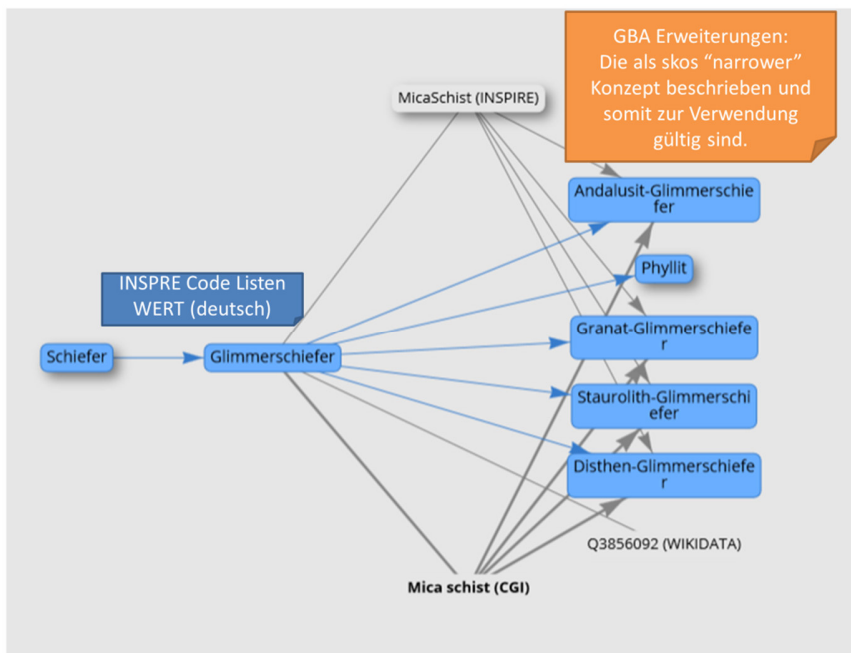 GBA Erweiterungen:
Die als skos “narrower”
Konzept beschrieben und
somit zur Verwendung
gültig sind.
MicaSchist (INSPIRE)
Andalusit-Glimmerschie
fer
Phyllit
INSPRE Code Listen
WERT (deutsch)
Schiefer
Glimmerschiefer
Granat-Glimmerschiefe
r
Staurolith-Glimmerschi
efer
Disthen-Glimmerschiefe
r
Q3856092 (WIKIDATA)
Mica schist (CGI)